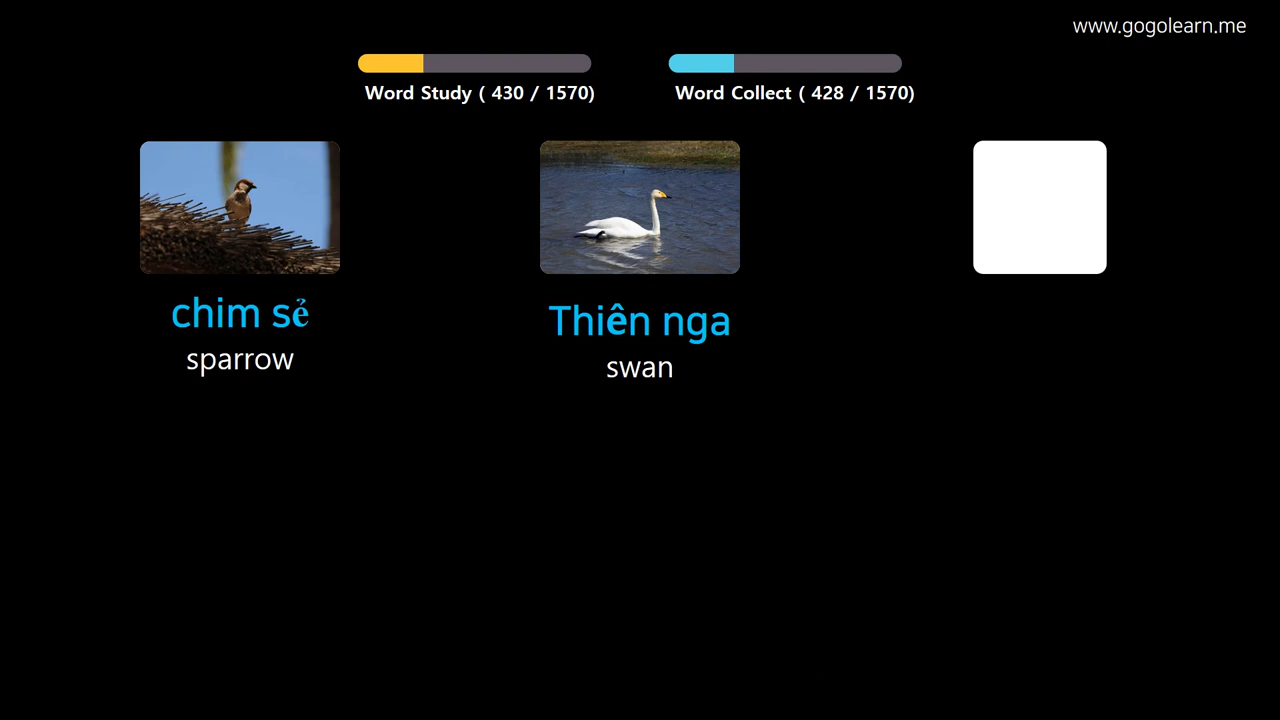 www.gogolearn.me
Word Study ( 430 / 1570)
Word Collect ( 428 / 1570)
chim sẻ
sparrow
Thiên nga
swan